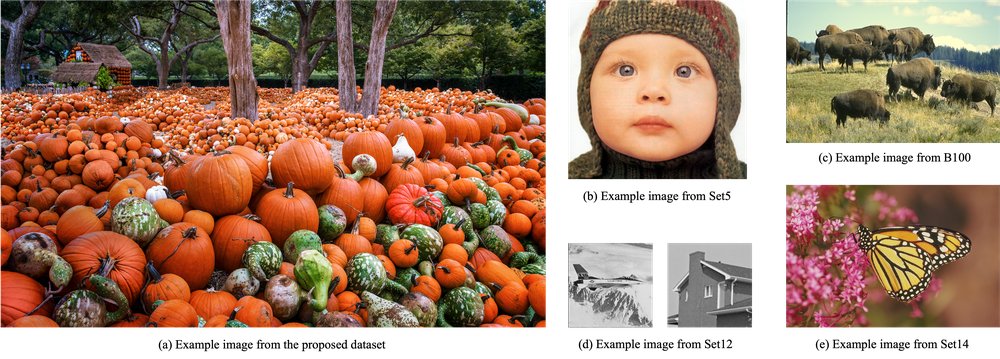 (a) Example image from the proposed dataset
(b) Example image from Set5
(c) Example image from B100
(d) Example image from Set12
(e) Example image from Set14